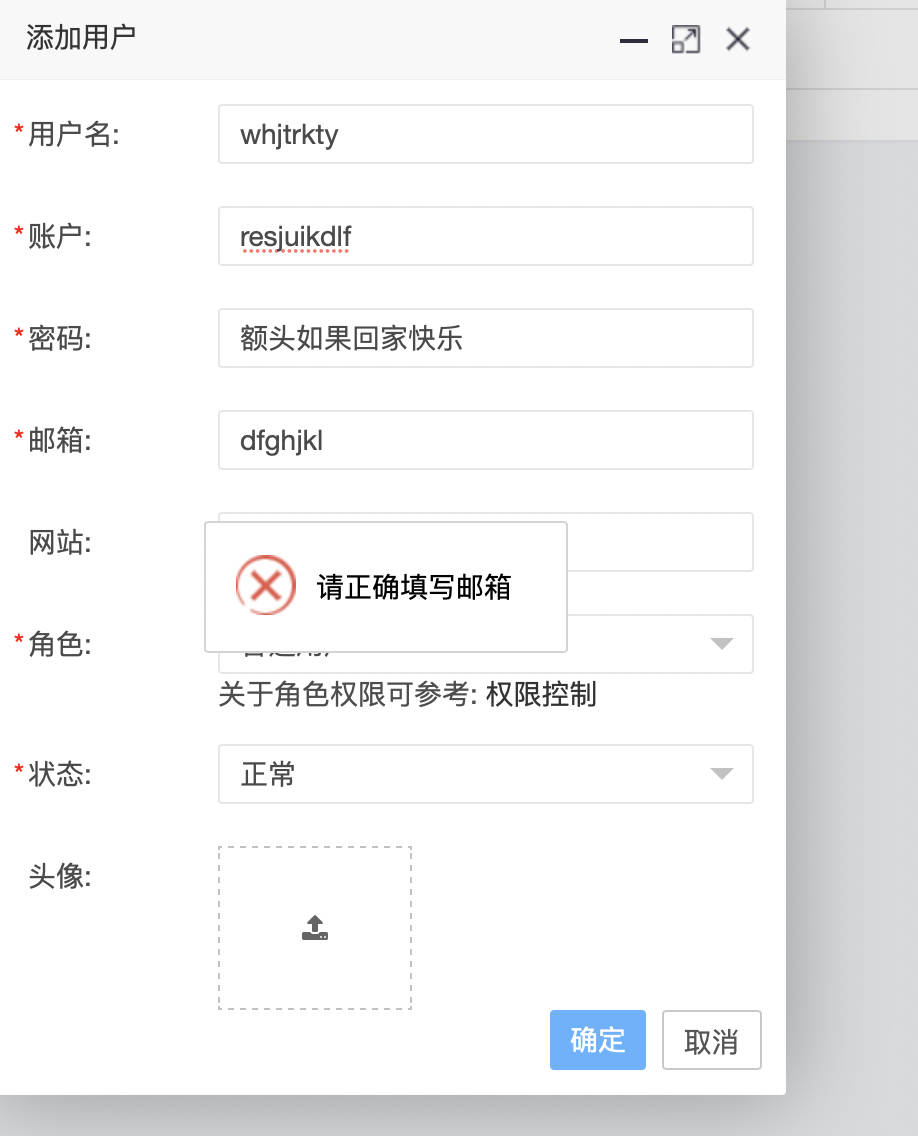 添加用户
*用户名:
whjtrkty
*账户:
resjuikdlf
*密码:
额头如果回家快乐
*邮箱:
dfghjkl
网站:
请正确填写邮箱
*角色:
关于角色权限可参考: 权限控制
*状态:
正常
头像:
确定
取消